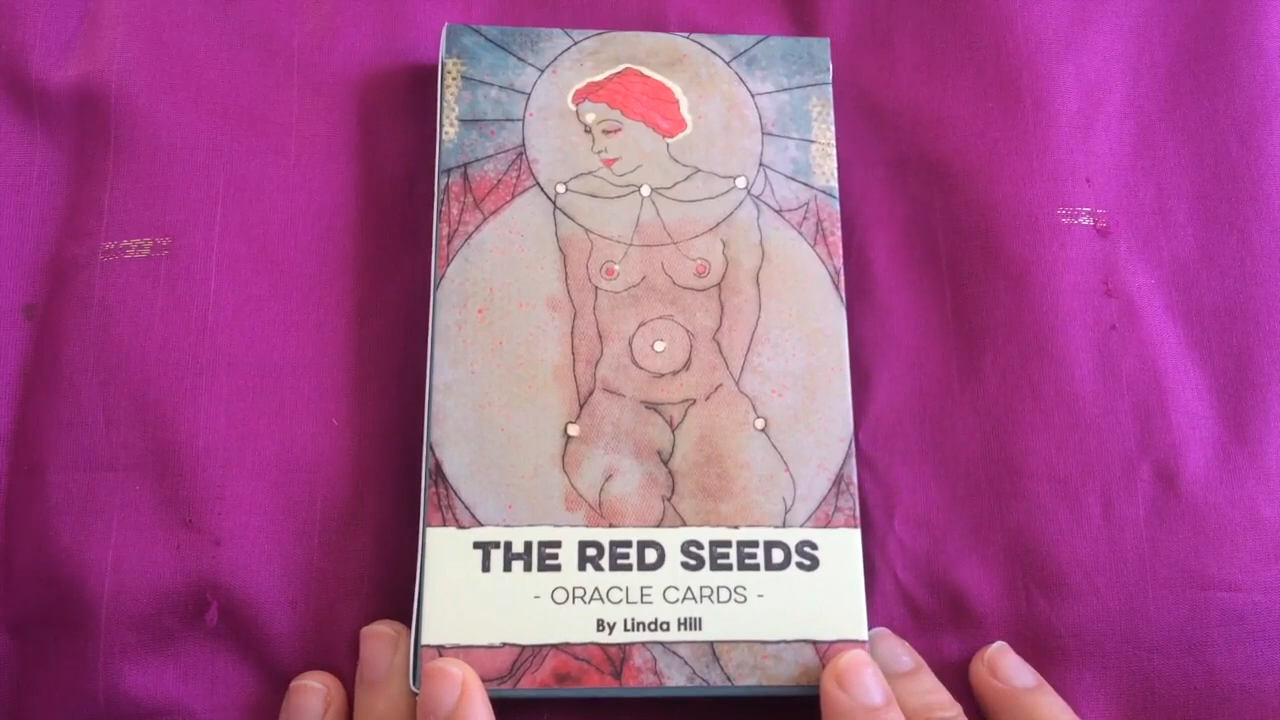 THE RED SEEDS
- ORACLE CARDS -
By Linda Hill